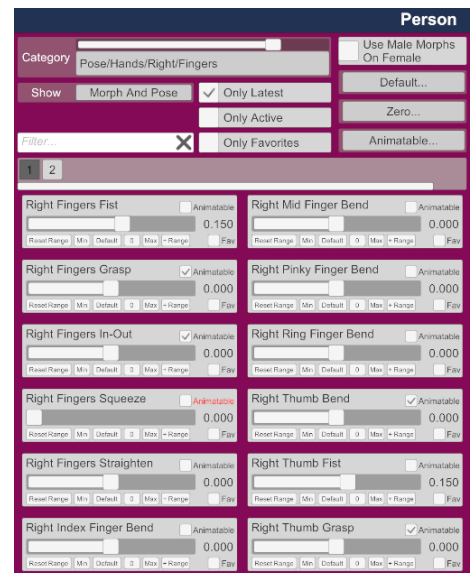 Person
Category
Pose/Hands/Right/Fingers
Use Male Morphs
On Female
Show
Morph And Pose
Only Latest
Default...
Only Active
Zero...
Filter...
Only Favorites
Animatable...
1 2
Right Fingers Fist
Animatable
0.150
Reset Range Min Default 0 Max + Range Fav
Right Mid Finger Bend
Animatable
0.000
Reset Range Min Default 0 Max + Range Fav
Right Fingers Grasp
Animatable
0.000
Reset Range Min Default 0 Max + Range Fav
Right Pinky Finger Bend
Animatable
0.000
Reset Range Min Default 0 Max + Range Fav
Right Fingers In-Out
Animatable
0.000
Reset Range Min Default 0 Max + Range Fav
Right Ring Finger Bend
Animatable
0.000
Reset Range Min Default 0 Max + Range Fav
Right Fingers Squeeze
Animatable
0.000
Reset Range Min Default 0 Max + Range Fav
Right Thumb Bend
Animatable
0.000
Reset Range Min Default 0 Max + Range Fav
Right Fingers Straighten
Animatable
0.000
Reset Range Min Default 0 Max + Range Fav
Right Thumb Fist
Animatable
0.150
Reset Range Min Default 0 Max + Range Fav
Right Index Finger Bend
Animatable
0.000
Reset Range Min Default 0 Max + Range Fav
Right Thumb Grasp
Animatable
0.000
Reset Range Min Default 0 Max + Range Fav